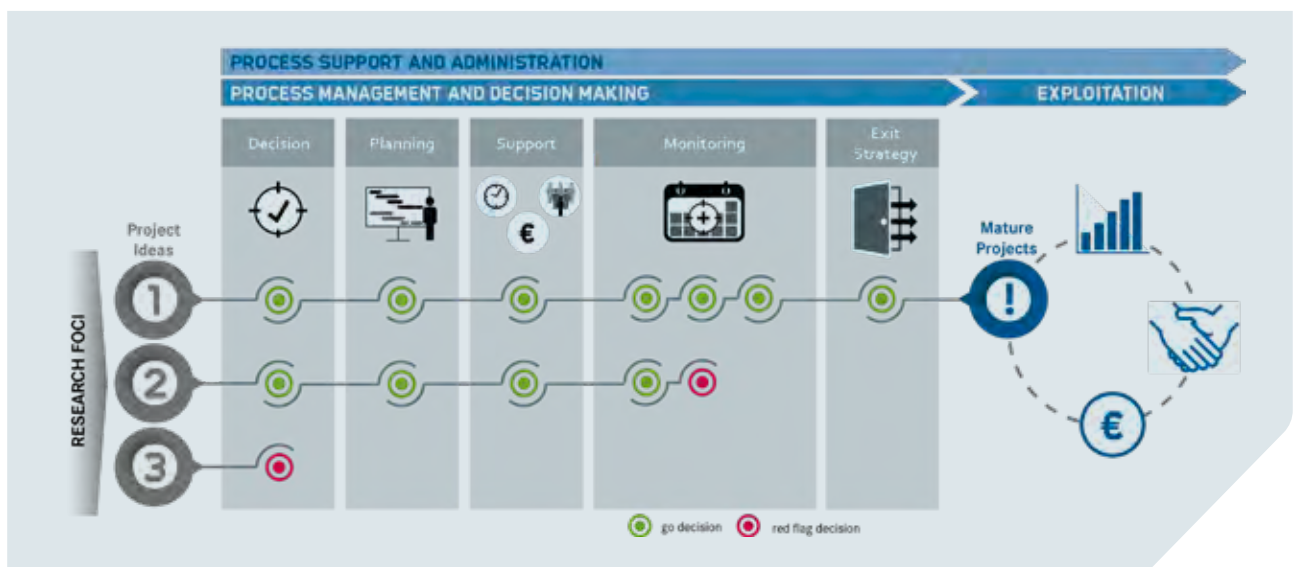 PROCESS SUPPORT AND ADMINISTRATION
PROCESS MANAGEMENT AND DECISION MAKING
EXPLOITATION
Decision
Planning
Support
Monitoring
Exit
Strategy
€
Project
Ideas
Mature
Projects
RESEARCH FOCI
1
!
2
3
€
go decision
red flag decision